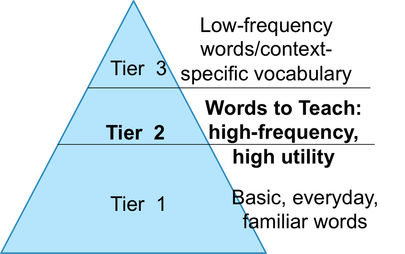 Low-frequency
words/context-
Tier 3 specific vocabulary
Words to Teach:
Tier 2 high-frequency,
high utility
Tier 1 Basic, everyday,
familiar words